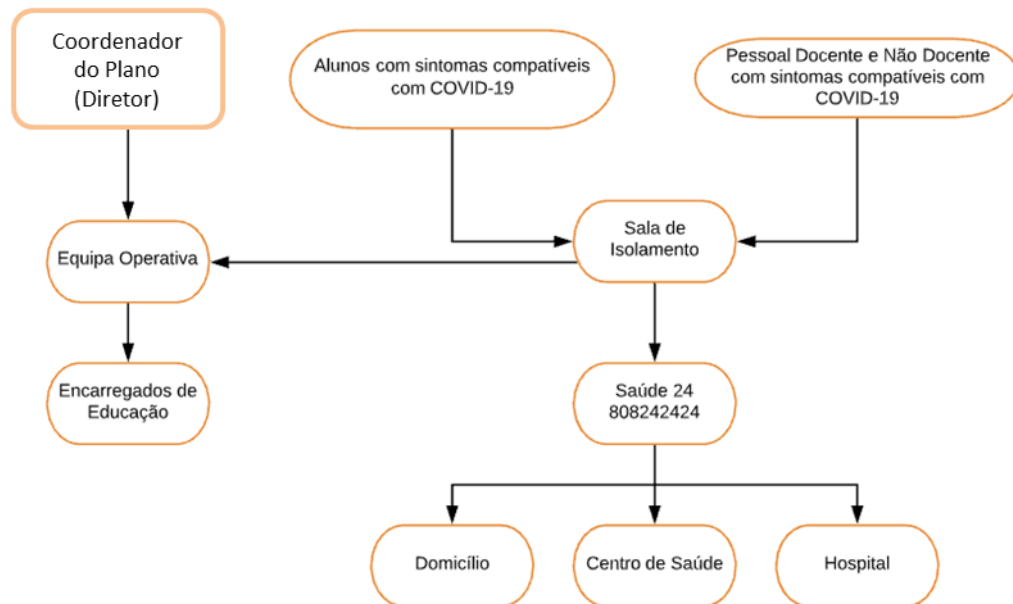 Coordenador
do Plano
(Diretor)
Alunos com sintomas compatíveis
com COVID-19
Pessoal Docente e Não Docente
com sintomas compatíveis com
COVID-19
Equipa Operativa
Sala de
Isolamento
Encarregados de
Educação
Saúde 24
808242424
Domicílio
Centro de Saúde
Hospital